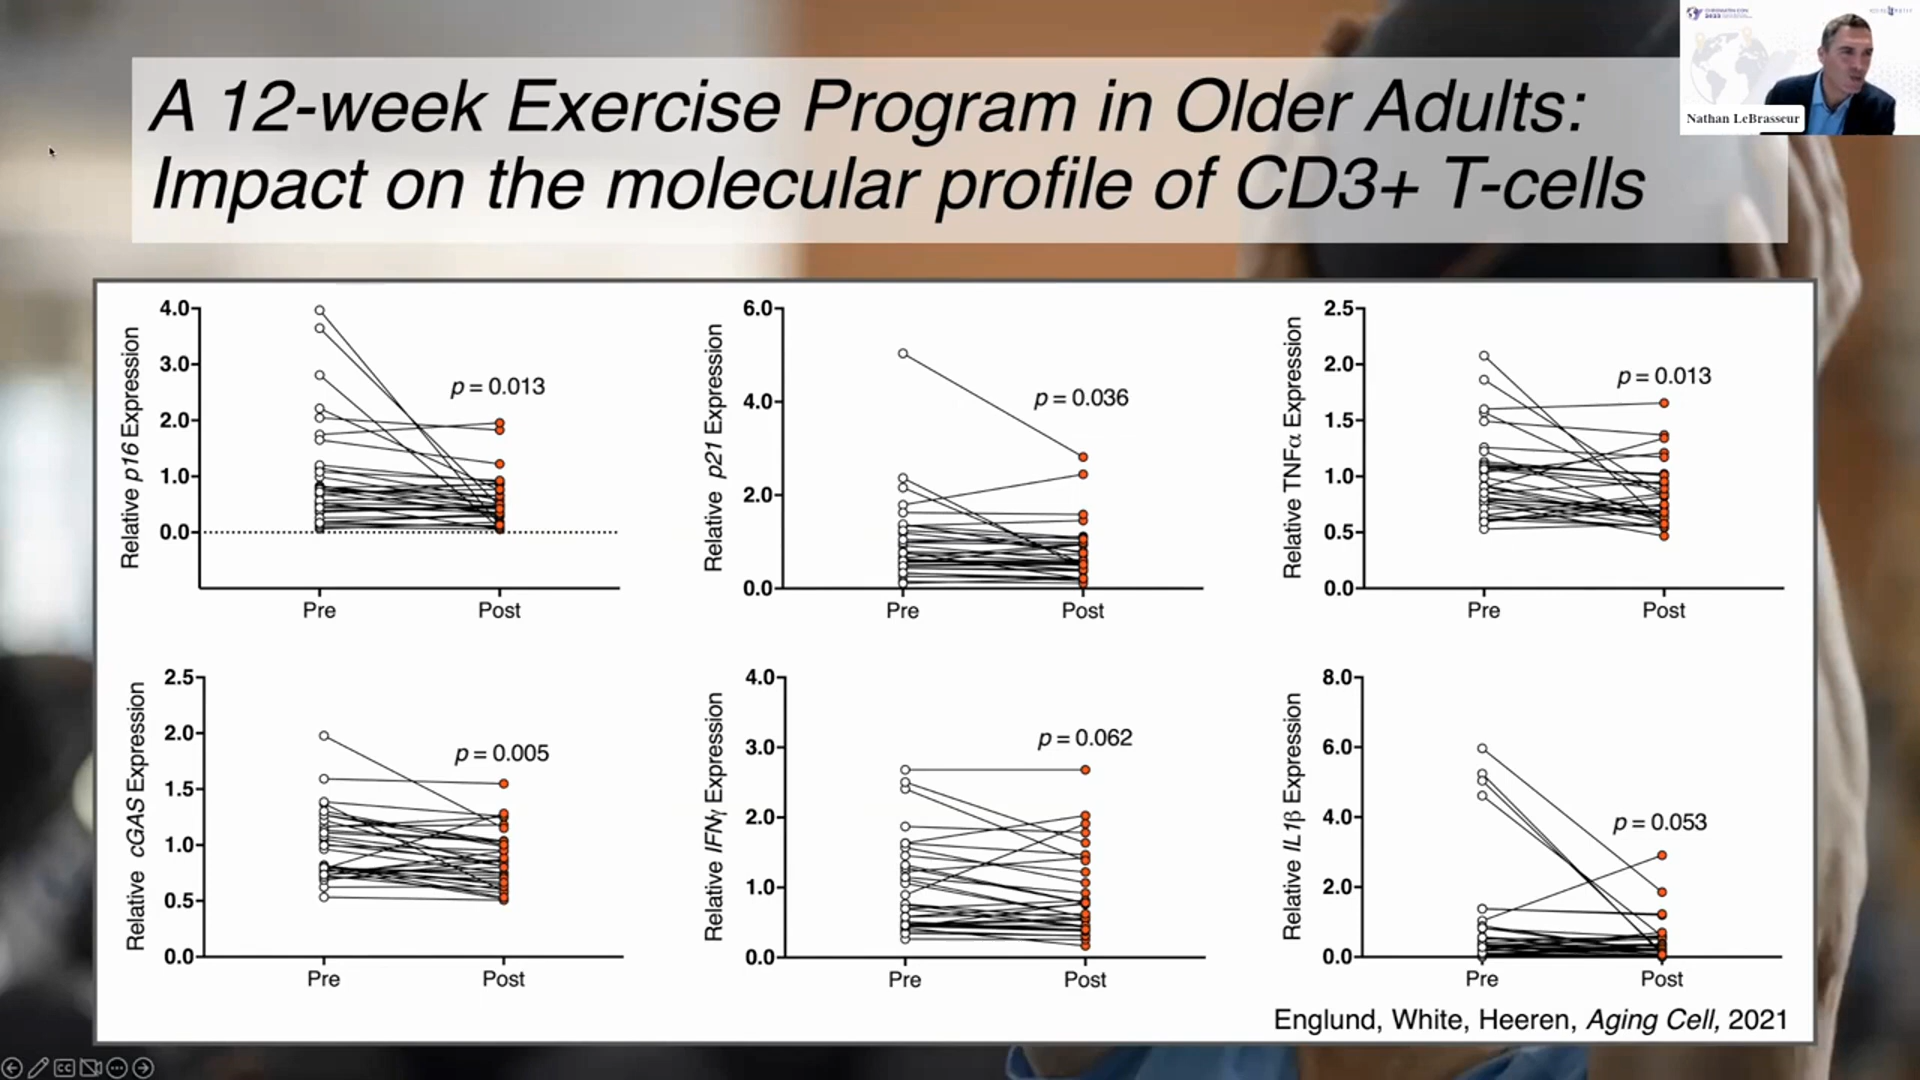 A 12-week Exercise Program in Older Adults:
Impact on the molecular profile of CD3+ T-cells
Nathan LeBrasseur
Relative p16 Expression
4.0
3.0
2.0
1.0
0.0
p = 0.013
Pre
Post
Relative p21 Expression
6.0
4.0
2.0
0.0
p = 0.036
Pre
Post
Relative TNFα Expression
2.5
2.0
1.5
1.0
0.5
0.0
p = 0.013
Pre
Post
Relative cGAS Expression
2.5
2.0
1.5
1.0
0.5
0.0
p = 0.005
Pre
Post
Relative IFNγ Expression
4.0
3.0
2.0
1.0
0.0
p = 0.062
Pre
Post
Relative IL1β Expression
8.0
6.0
4.0
2.0
0.0
p = 0.053
Pre
Post
Englund, White, Heeren, Aging Cell, 2021
CC